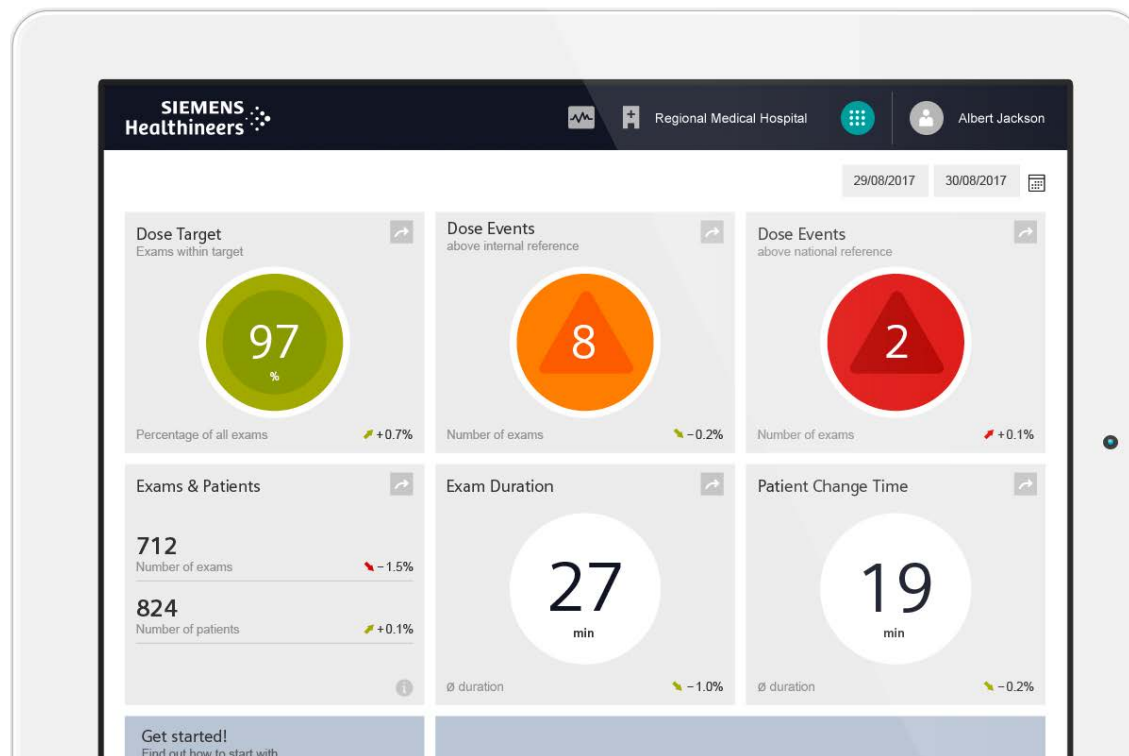 SIEMENS
Healthineers
Regional Medical Hospital
Albert Jackson
29/08/2017
30/08/2017
Dose Target
Exams within target
97
%
Percentage of all exams
+0.7%
Dose Events
above internal reference
8
Number of exams
−0.2%
Dose Events
above national reference
2
Number of exams
+0.1%
Exams & Patients
712
Number of exams
−1.5%
824
Number of patients
+0.1%
Exam Duration
27
min
ø duration
−1.0%
Patient Change Time
19
min
ø duration
−0.2%
Get started!
Find out how to start with